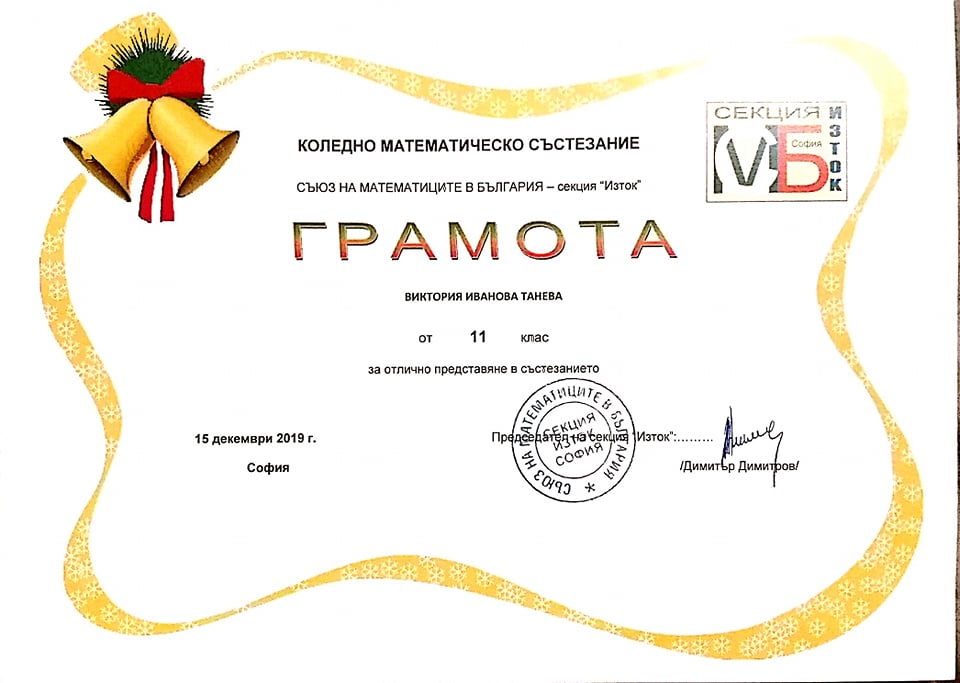 СЕКЦИЯ ИЗТОК
София
МБ
КОЛЕДНО МАТЕМАТИЧЕСКО СЪСТЕЗАНИЕ
СЪЮЗ НА МАТЕМАТИЦИТЕ В БЪЛГАРИЯ – секция "Изток"
ГРАМОТА
ВИКТОРИЯ ИВАНОВА ТАНЕВА
от 11 клас
за отлично представяне в състезанието
15 декември 2019 г.
София
Председател на секция "Изток":.........
/Димитър Димитров/
СЪЮЗ НА МАТЕМАТИЦИТЕ В БЪЛГАРИЯ *
СЕКЦИЯ
ИЗТОК
СОФИЯ